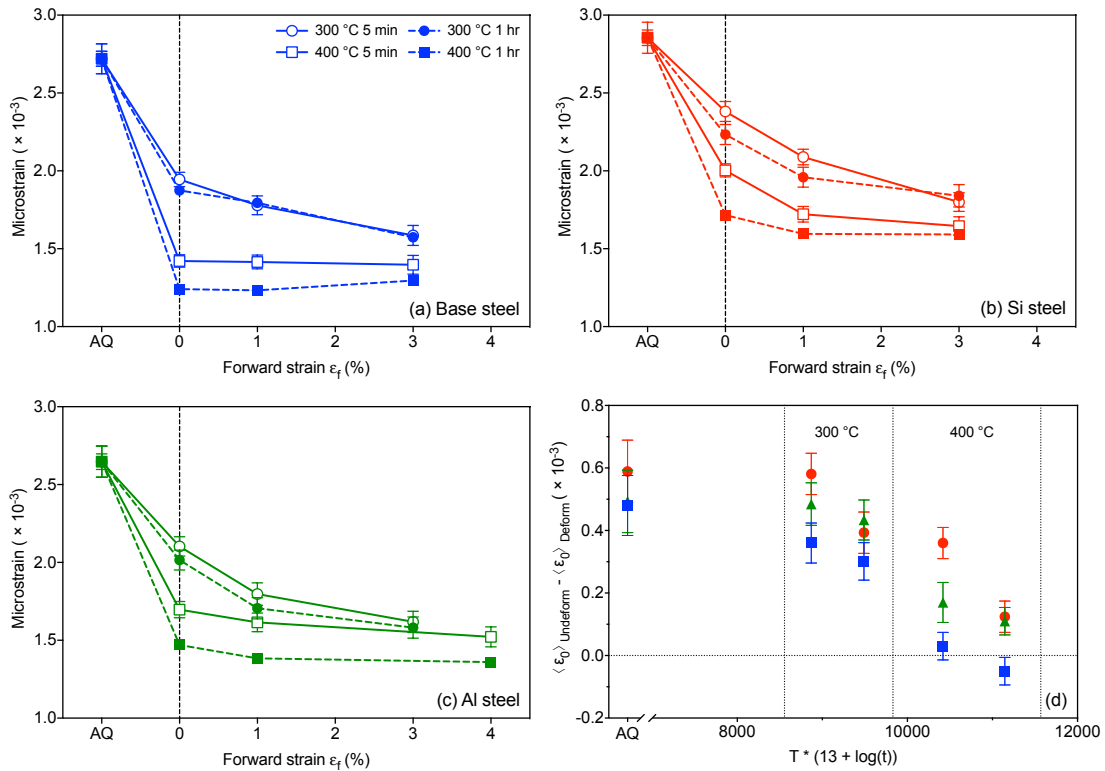 3.0
2.5
2.0
1.5
1.0
Microstrain ( × 10⁻³)
300 °C 5 min 300 °C 1 hr
400 °C 5 min 400 °C 1 hr
(a) Base steel
AQ 0 1 2 3 4
Forward strain ε_f (%)
3.0
2.5
2.0
1.5
1.0
Microstrain ( × 10⁻³)
(b) Si steel
AQ 0 1 2 3 4
Forward strain ε_f (%)
3.0
2.5
2.0
1.5
1.0
Microstrain ( × 10⁻³)
(c) Al steel
AQ 0 1 2 3 4
Forward strain ε_f (%)
0.8
0.6
0.4
0.2
0.0
-0.2
⟨ε₀⟩ Undeform - ⟨ε₀⟩ Deform ( × 10⁻³)
300 °C 400 °C
(d)
AQ 8000 10000 12000
T * (13 + log(t))